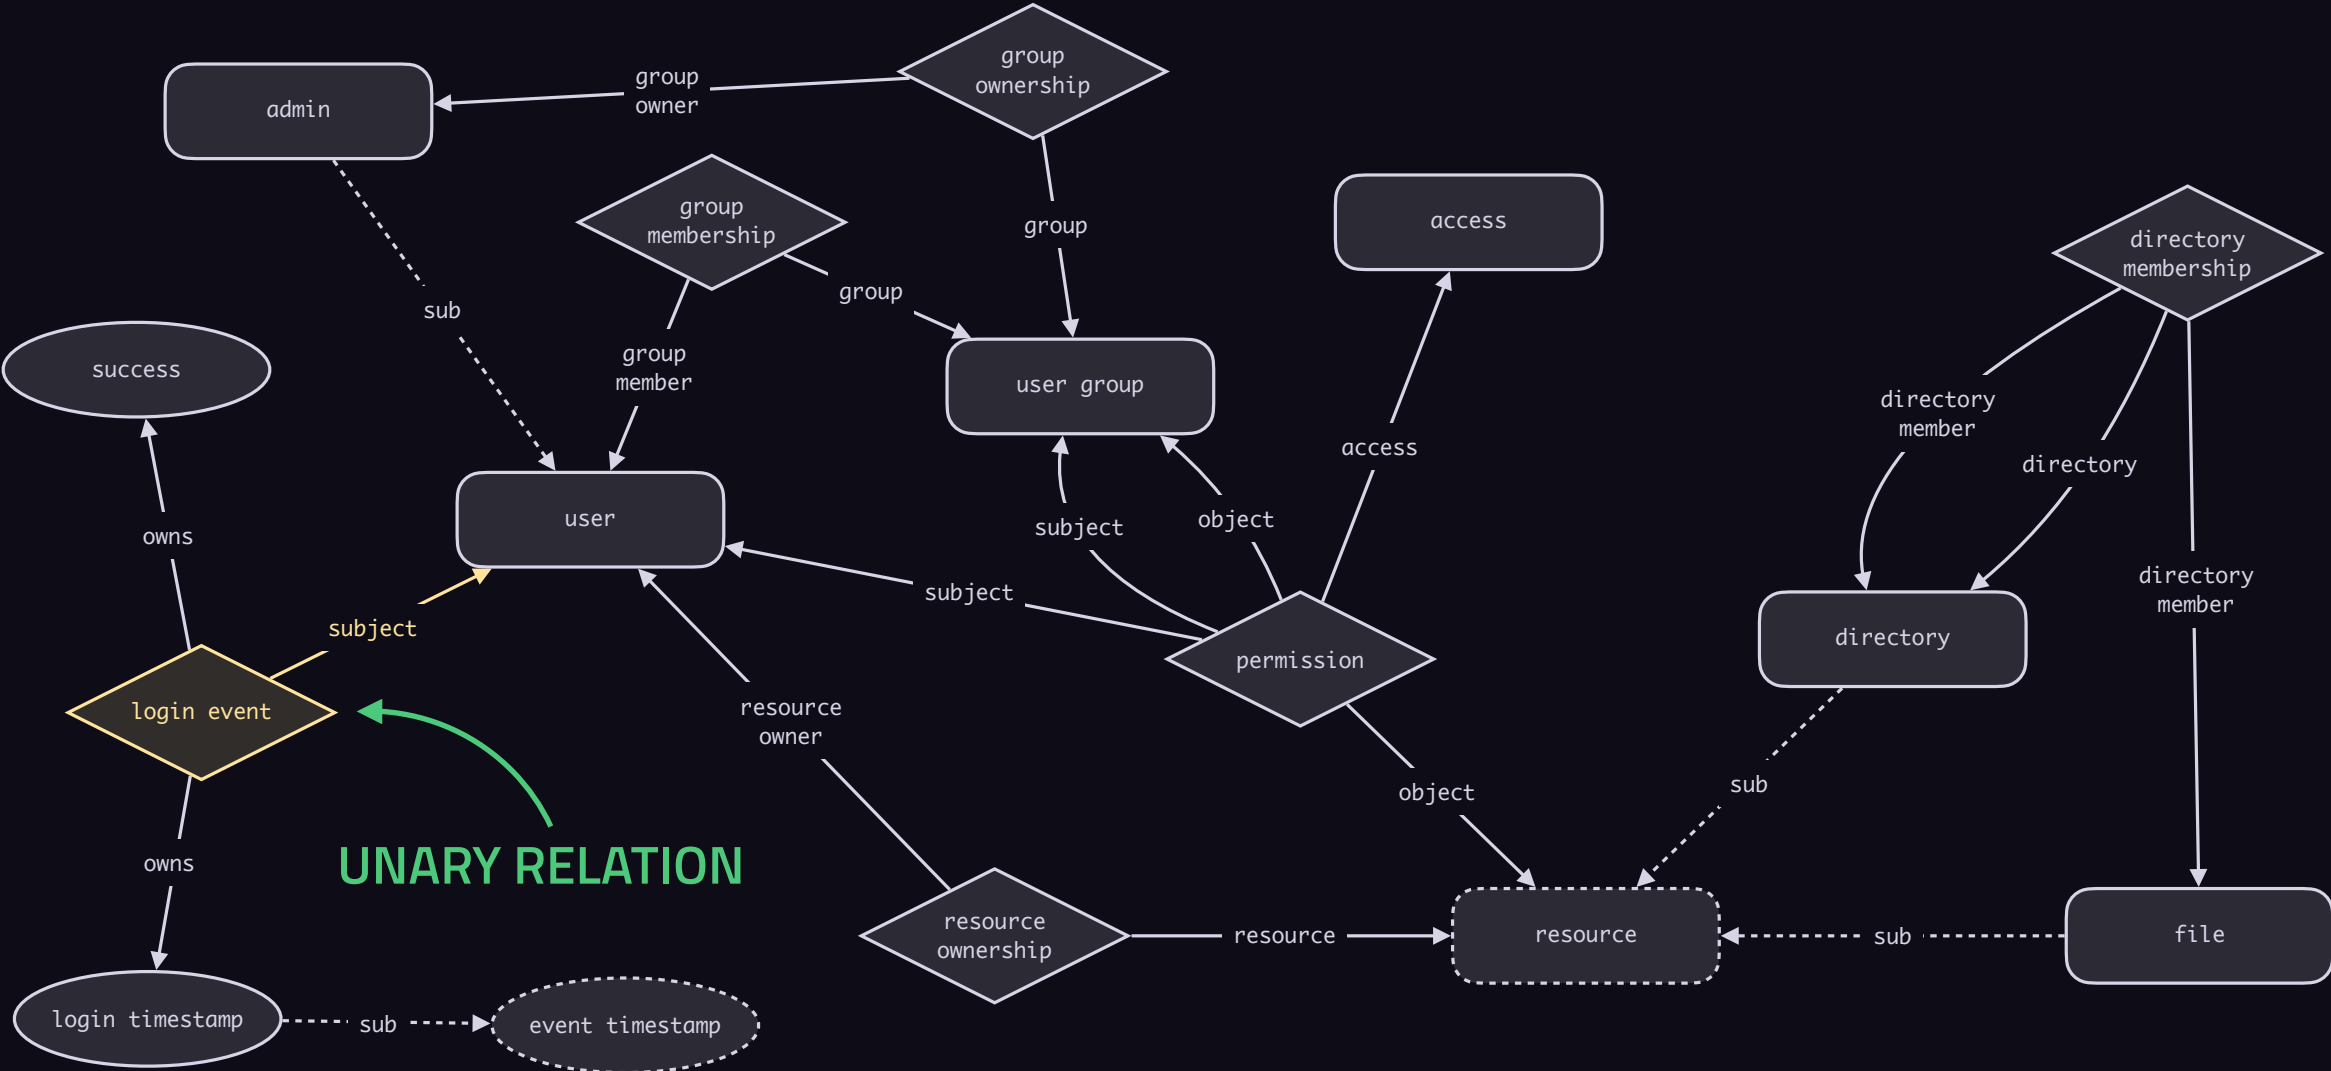 group
ownership
group
owner
admin
group
membership
group
access
directory
membership
group
sub
group
member
success
user group
directory
member
access
directory
user
subject
object
owns
subject
directory
member
subject
permission
directory
login event
resource
owner
sub
object
owns
UNARY RELATION
resource
ownership
resource
resource
sub
file
login timestamp
sub
event timestamp